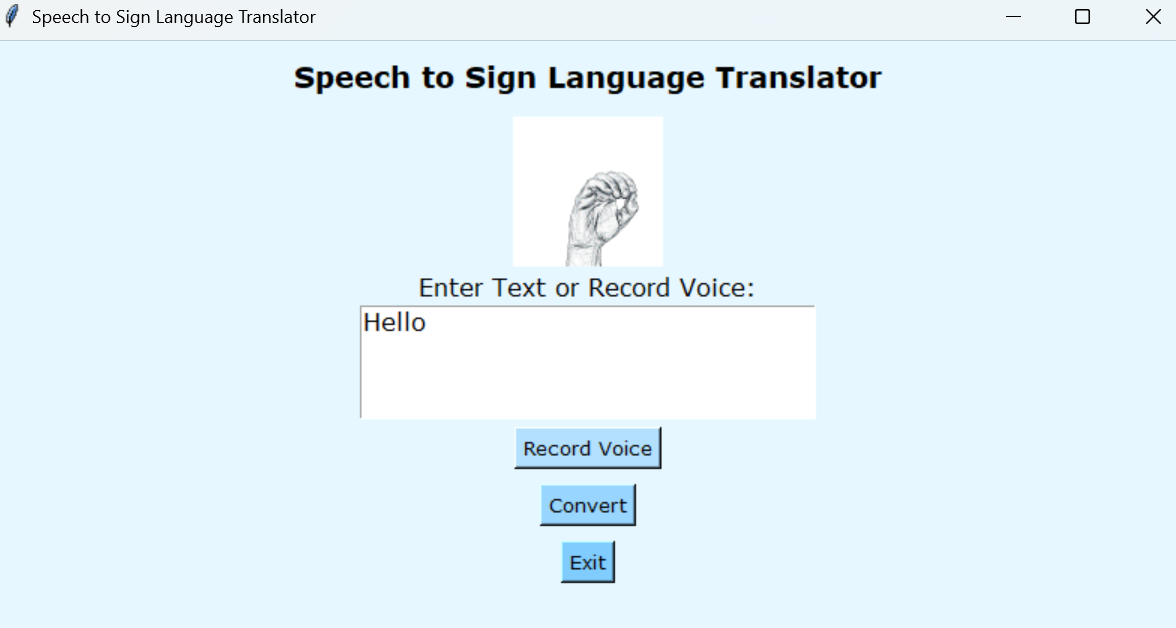 Speech to Sign Language Translator
Speech to Sign Language Translator
Enter Text or Record Voice:
Hello
Record Voice
Convert
Exit